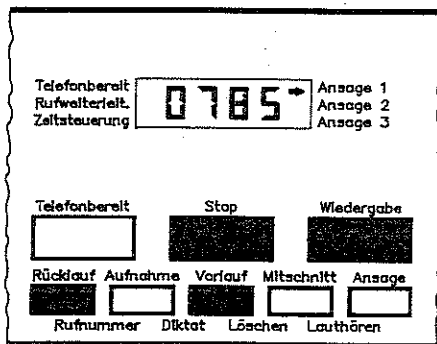 Telefonbereit 0785 Ansage 1
Rufweiterleit. Ansage 2
Zeitsteuerung Ansage 3
Telefonbereit Stop Wiedergabe
Rücklauf Aufnahme Vorlauf Mitschnitt Ansage
Rufnummer Diktat Löschen Lauthören